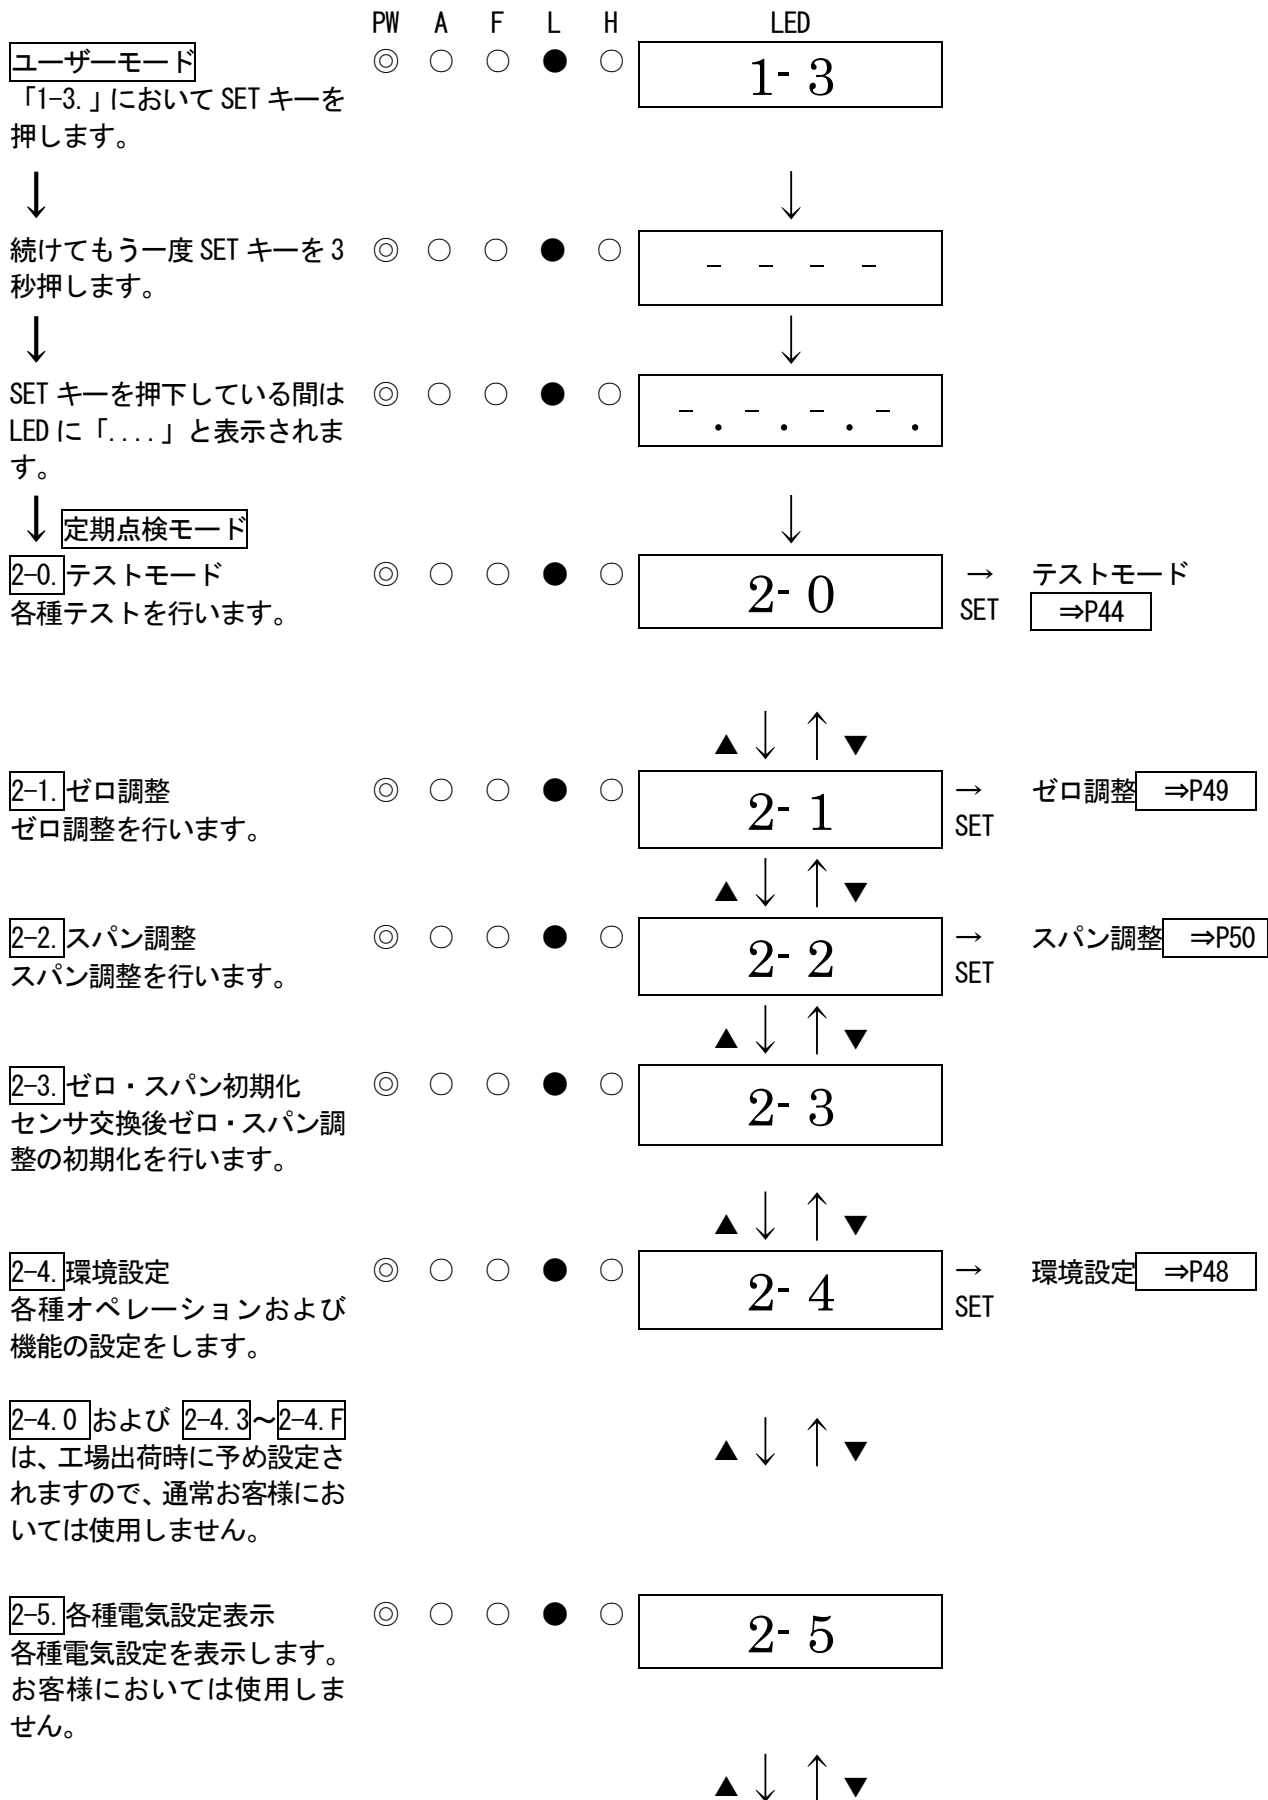 PW A F L H LED
ユーザーモード ◎ ○ ○ ● ○ 1- 3
「1-3.」において SET キーを
押します。
↓ ↓
続けてもう一度 SET キーを 3 ◎ ○ ○ ● ○ - - - -
秒押します。
↓ ↓
SET キーを押下している間は ◎ ○ ○ ● ○ -.-.-.-.
LED に「....」と表示されま
す。
↓ 定期点検モード ↓
2-0.テストモード ◎ ○ ○ ● ○ 2- 0 → テストモード
各種テストを行います。 SET ⇒P44
▲ ↓ ↑ ▼
2-1.ゼロ調整 ◎ ○ ○ ● ○ 2- 1 → ゼロ調整 ⇒P49
ゼロ調整を行います。 SET
▲ ↓ ↑ ▼
2-2.スパン調整 ◎ ○ ○ ● ○ 2- 2 → スパン調整 ⇒P50
スパン調整を行います。 SET
▲ ↓ ↑ ▼
2-3.ゼロ・スパン初期化 ◎ ○ ○ ● ○ 2- 3
センサ交換後ゼロ・スパン調
整の初期化を行います。
▲ ↓ ↑ ▼
2-4.環境設定 ◎ ○ ○ ● ○ 2- 4 → 環境設定 ⇒P48
各種オペレーションおよび SET
機能の設定をします。
2-4.0 および 2-4.3～2-4.F
は、工場出荷時に予め設定さ ▲ ↓ ↑ ▼
れますので、通常お客様にお
いては使用しません。
2-5.各種電気設定表示 ◎ ○ ○ ● ○ 2- 5
各種電気設定を表示します。
お客様においては使用しま
せん。
▲ ↓ ↑ ▼